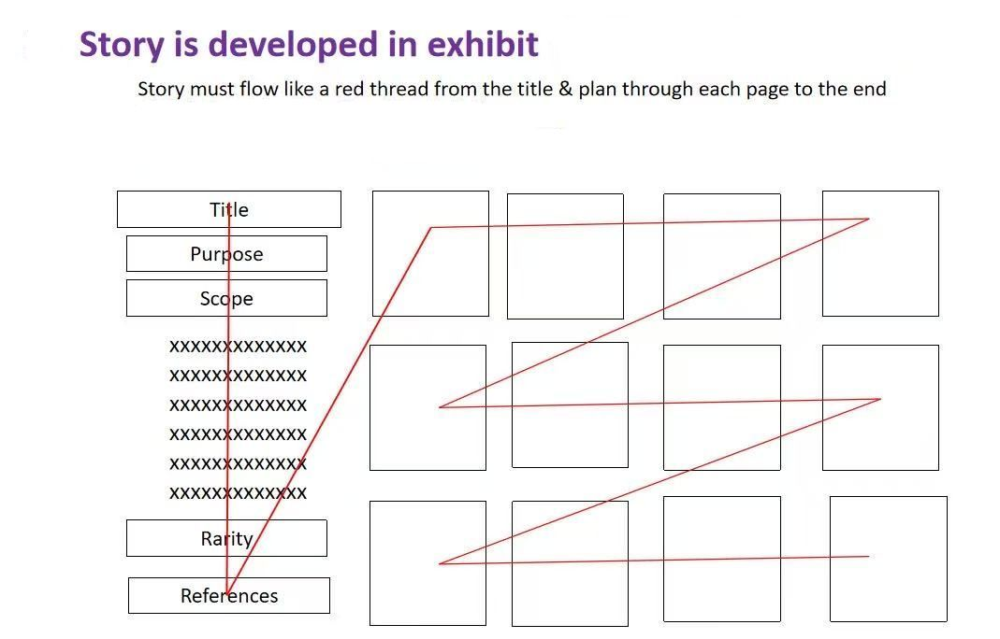 Story is developed in exhibit
Story must flow like a red thread from the title & plan through each page to the end
Title
Purpose
Scope
xxxxxxxxxxxxx
xxxxxxxxxxxxx
xxxxxxxxxxxxx
xxxxxxxxxxxxx
xxxxxxxxxxxxx
xxxxxxxxxxxxx
Rarity
References